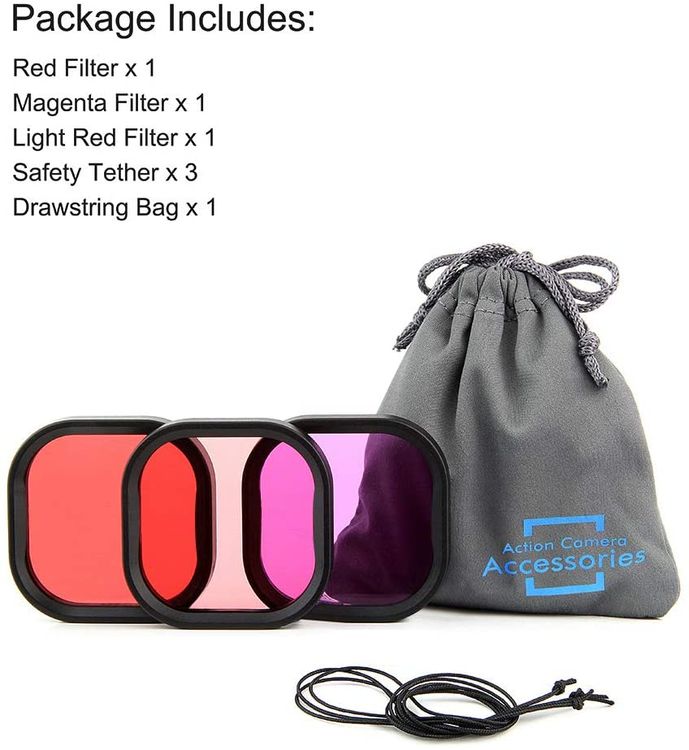 Package Includes:
Red Filter x 1
Magenta Filter x 1
Light Red Filter x 1
Safety Tether x 3
Drawstring Bag x 1
Action Camera
Accessories